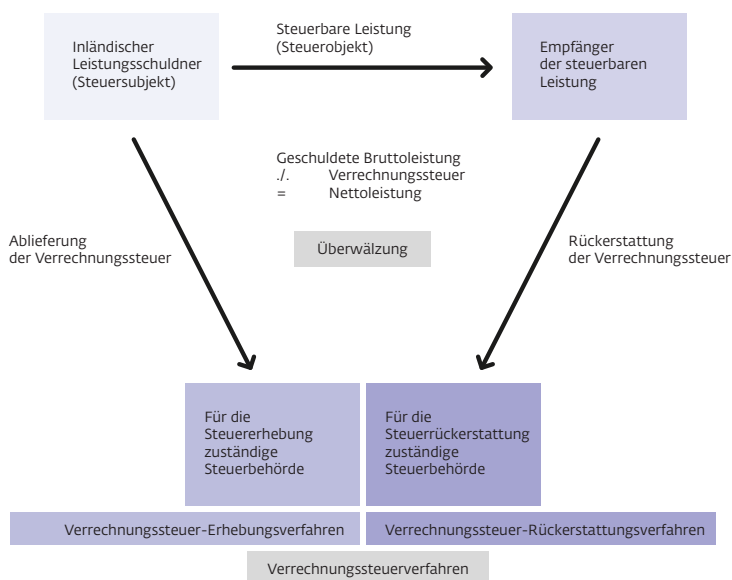 Inländischer
Leistungsschuldner
(Steuersubjekt)
Steuerbare Leistung
(Steuerobjekt)
Empfänger
der steuerbaren
Leistung
Geschuldete Bruttoleistung
./. Verrechnungssteuer
= Nettoleistung
Überwälzung
Ablieferung
der Verrechnungssteuer
Rückerstattung
der Verrechnungssteuer
Für die
Steuererhebung
zuständige
Steuerbehörde
Für die
Steuerrückerstattung
zuständige
Steuerbehörde
Verrechnungssteuer-Erhebungsverfahren
Verrechnungssteuer-Rückerstattungsverfahren
Verrechnungssteuerverfahren